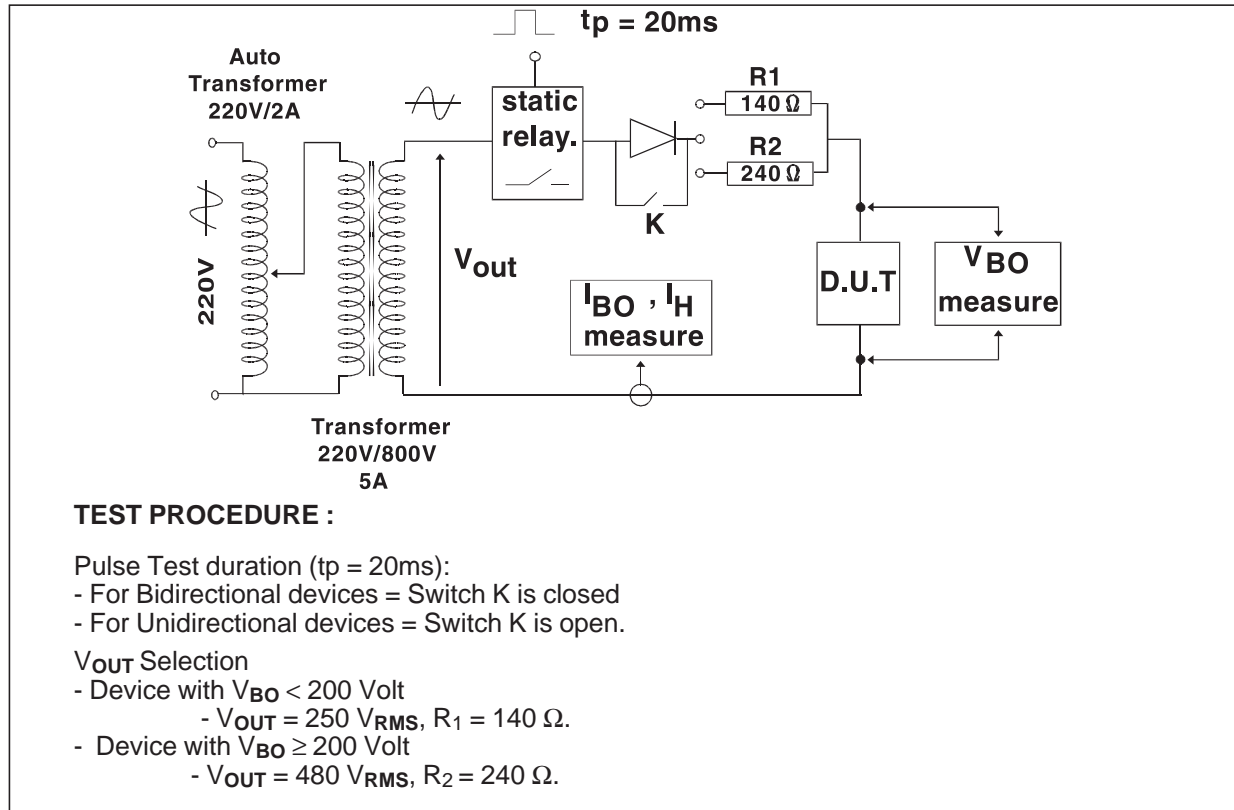 tp = 20ms
Auto
Transformer
220V/2A
static
relay.
R1
140 Ω
R2
240 Ω
K
220V
Vout
IBO , IH
measure
D.U.T
VBO
measure
Transformer
220V/800V
5A
TEST PROCEDURE :
Pulse Test duration (tp = 20ms):
- For Bidirectional devices = Switch K is closed
- For Unidirectional devices = Switch K is open.
VOUT Selection
- Device with VBO < 200 Volt
- VOUT = 250 VRMS, R1 = 140 Ω.
- Device with VBO ≥ 200 Volt
- VOUT = 480 VRMS, R2 = 240 Ω.